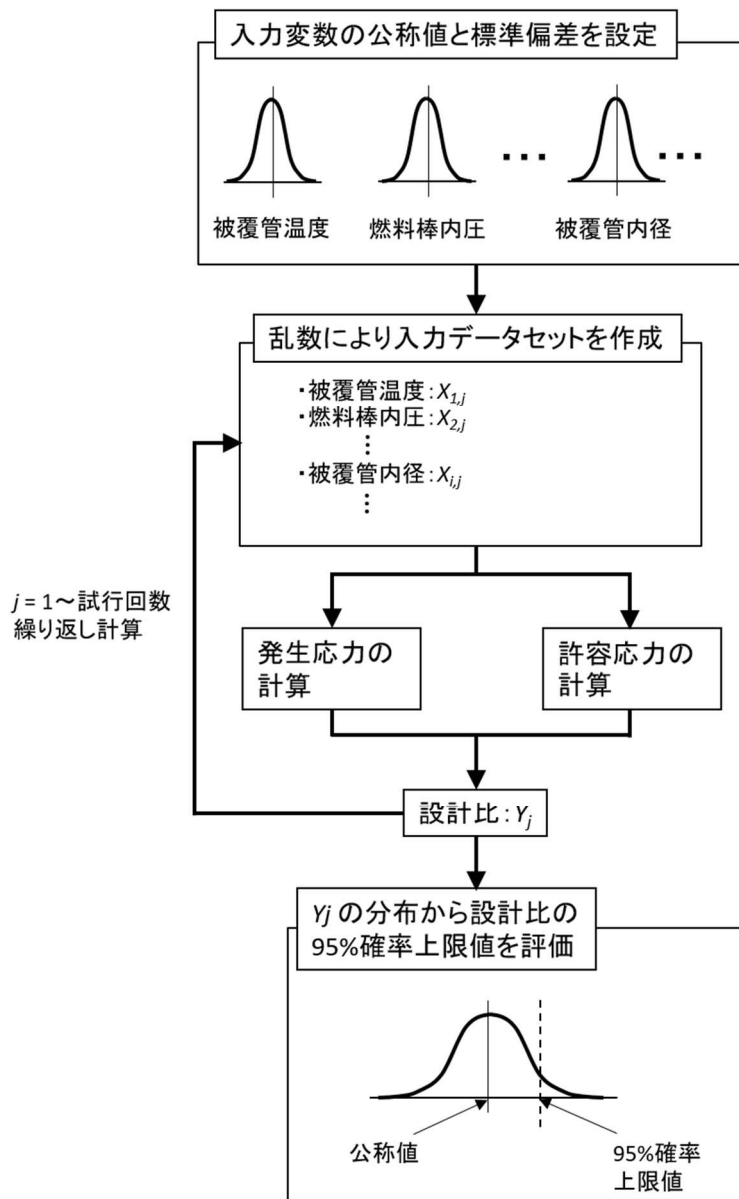 入力変数の公称値と標準偏差を設定
・・・
・・・
被覆管温度
燃料棒内圧
被覆管内径
乱数により入力データセットを作成
・被覆管温度：X1,j
・燃料棒内圧：X2,j
⋮
・被覆管内径：Xi,j
⋮
j = 1～試行回数
繰り返し計算
発生応力の
計算
許容応力の
計算
設計比：Yj
Yj の分布から設計比の
95%確率上限値を評価
公称値
95%確率
上限値